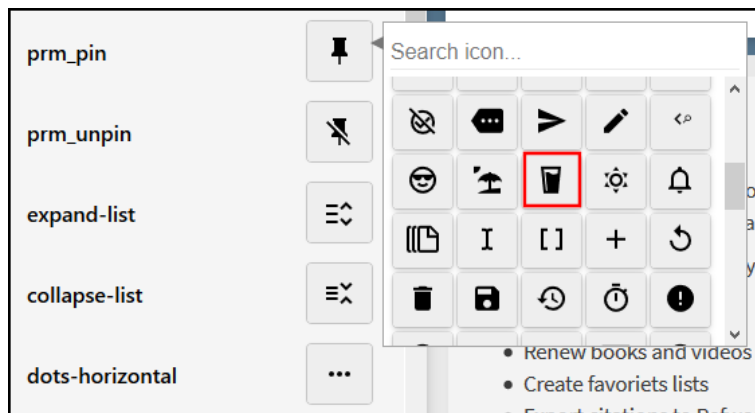 prm_pin
Search icon...
prm_unpin
expand-list
collapse-list
dots-horizontal
Renew books and videos
Create favoriets lists